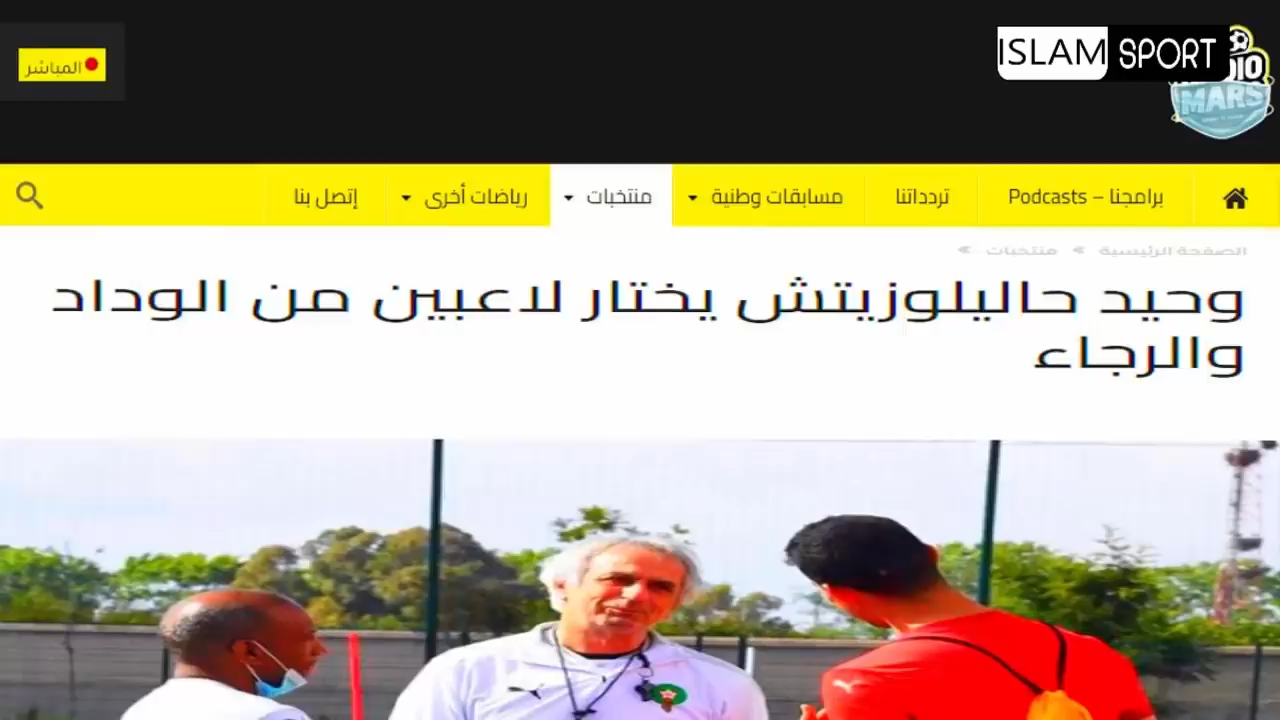 ISLAM SPORT
MARS
المباشر
برامجنا – Podcasts
تردداتنا
مسابقات وطنية
منتخبات
رياضات أخرى
إتصل بنا
الصفحة الرئيسية
منتخبات
وحيد حاليلوزيتش يختار لاعبين من الوداد
والرجاء